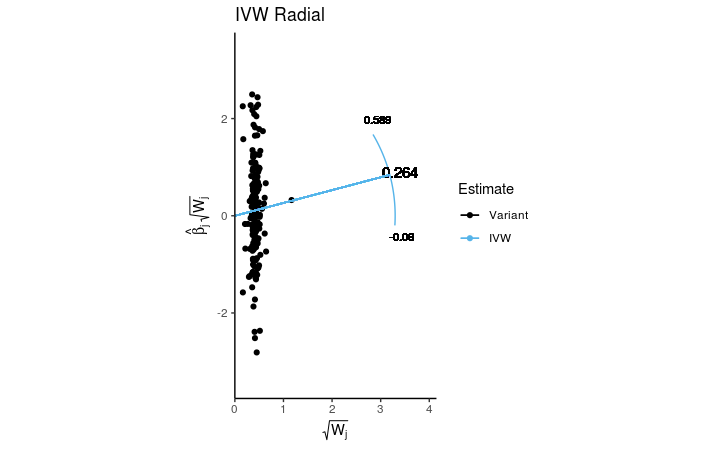 IVW Radial
β̂j√Wj
2
0
-2
0.589
0.264
-0.06
0 1 2 3 4
√Wj
Estimate
Variant
IVW